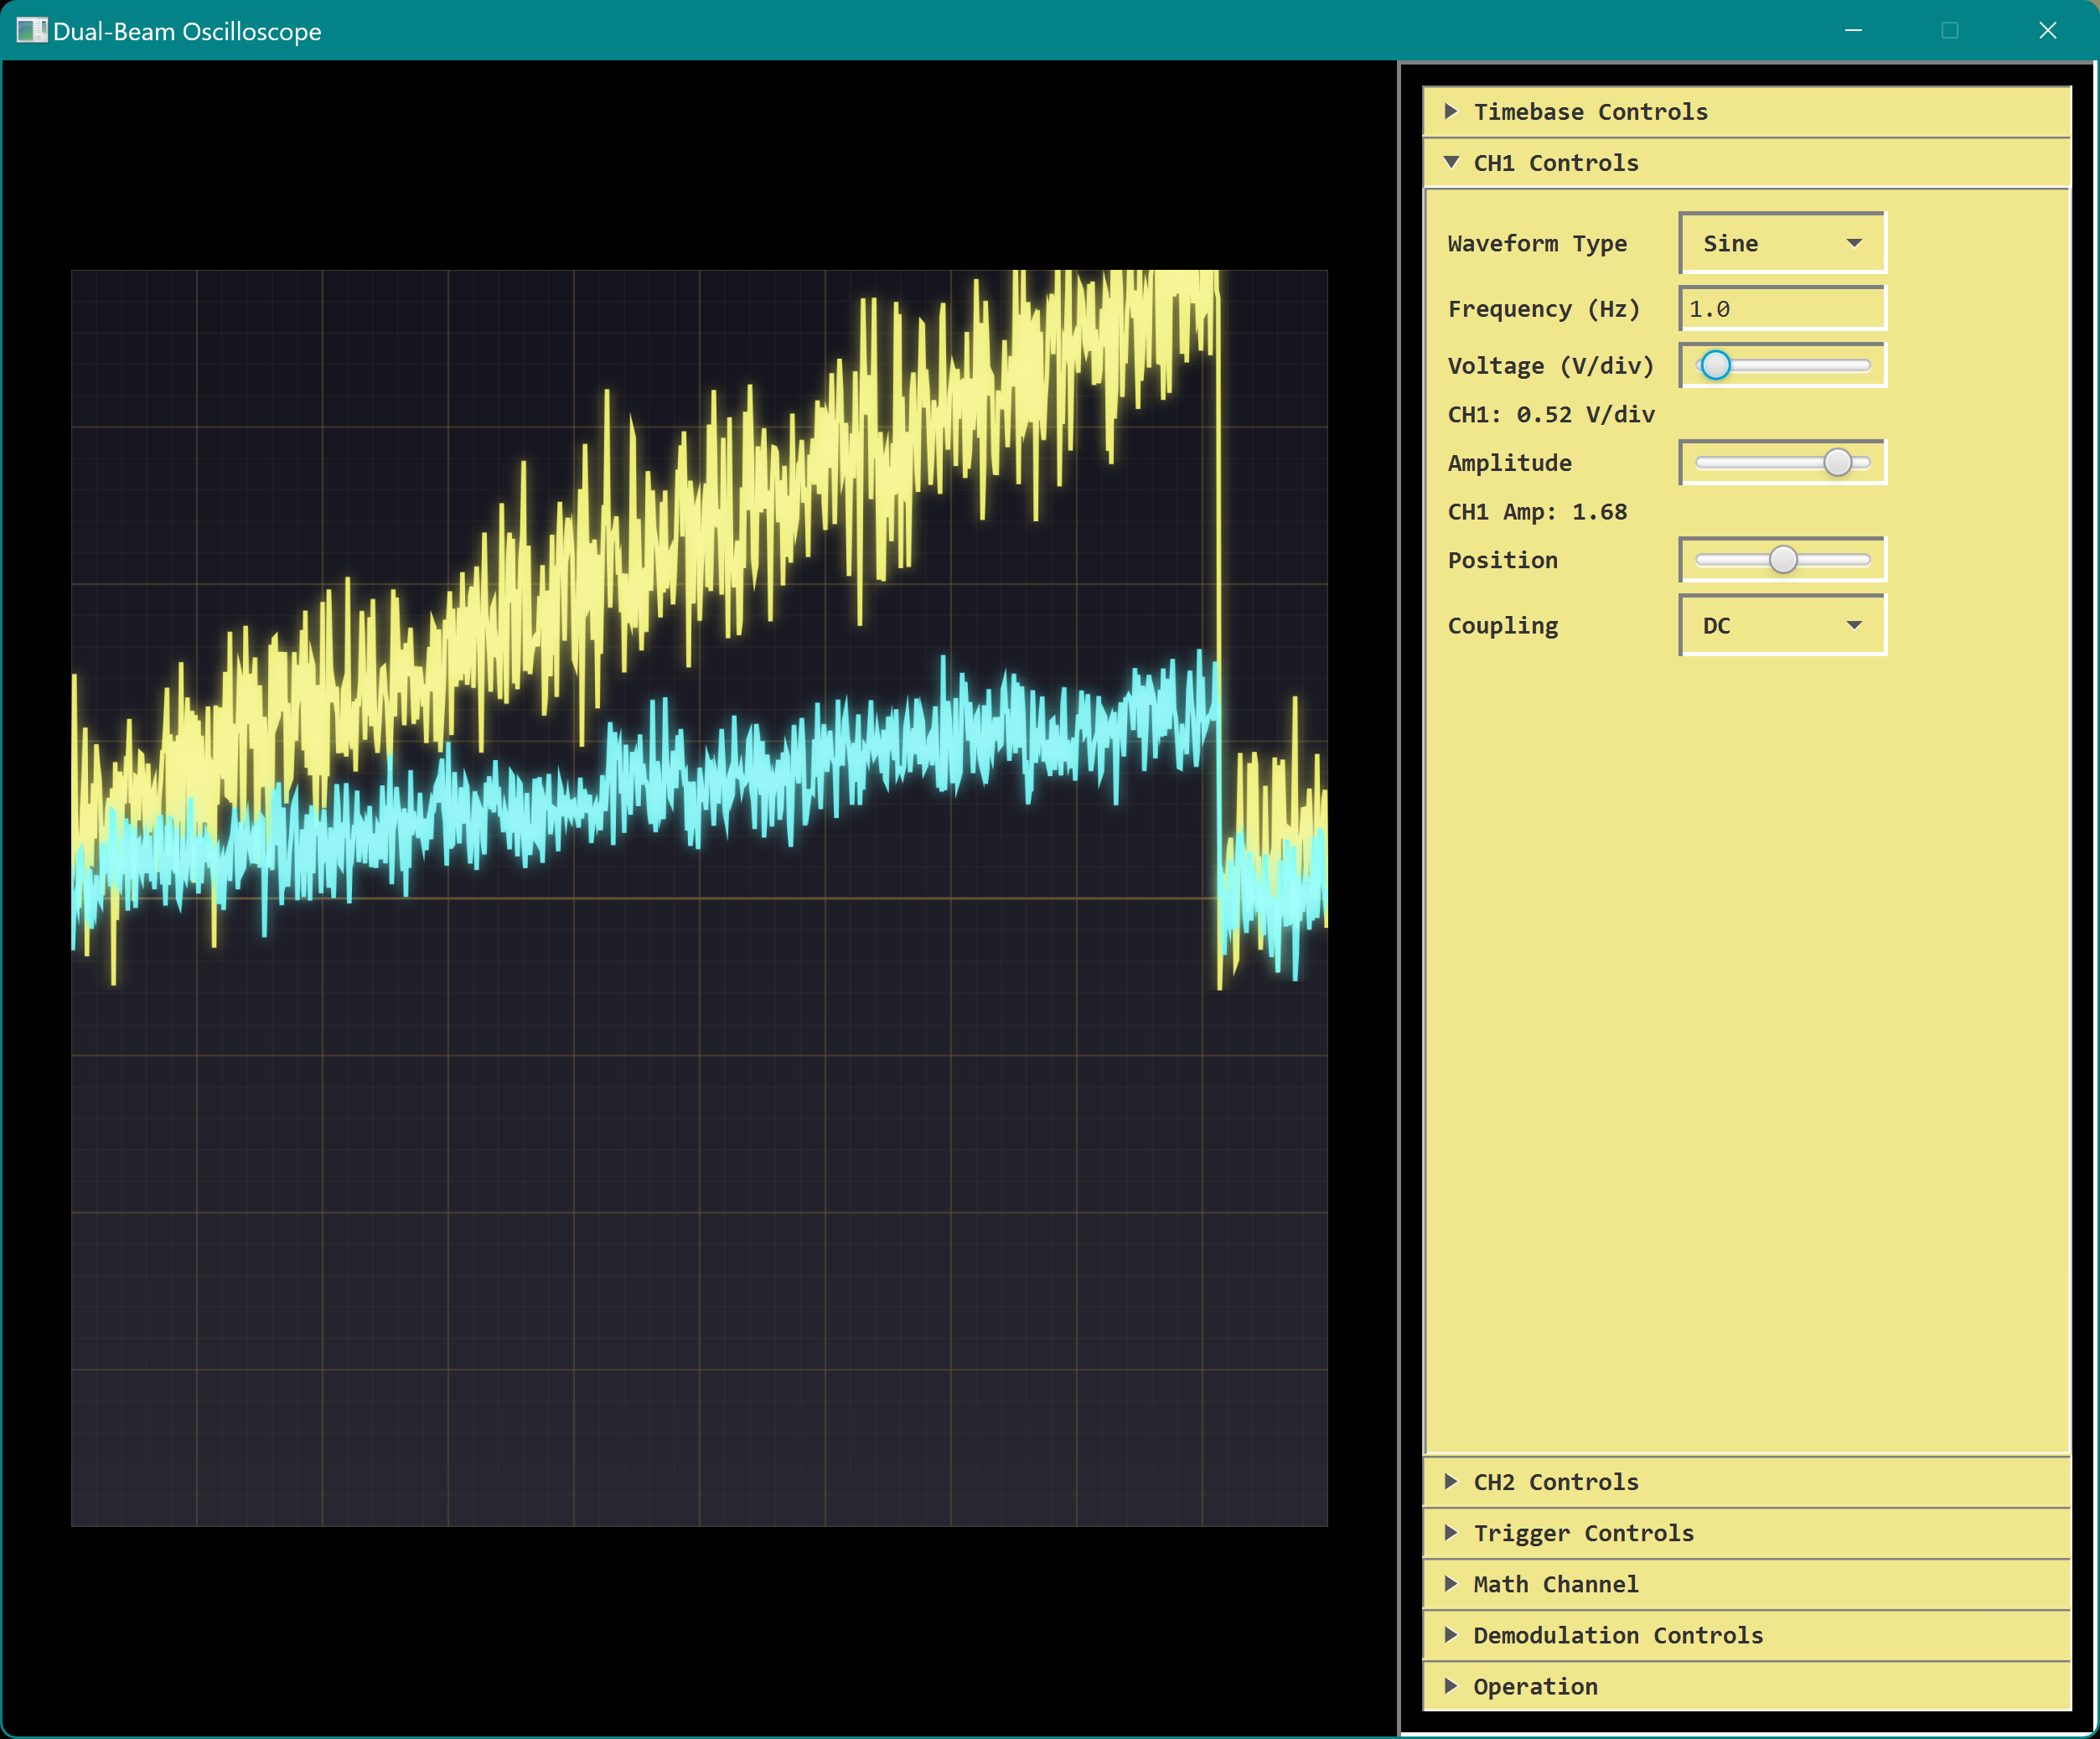 Dual-Beam Oscilloscope
Timebase Controls
CH1 Controls
Waveform Type Sine
Frequency (Hz) 1.0
Voltage (V/div)
CH1: 0.52 V/div
Amplitude
CH1 Amp: 1.68
Position
Coupling DC
CH2 Controls
Trigger Controls
Math Channel
Demodulation Controls
Operation